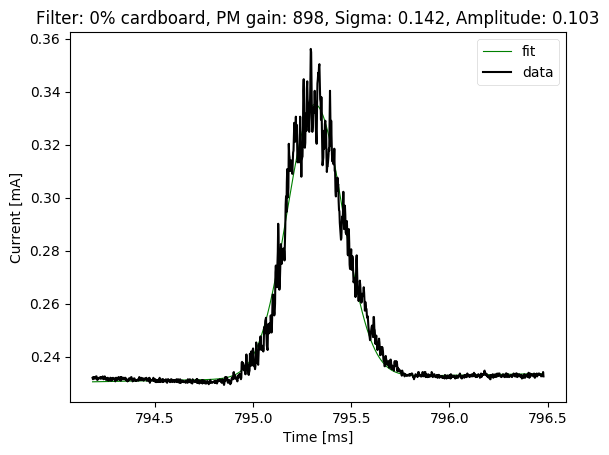 Filter: 0% cardboard, PM gain: 898, Sigma: 0.142, Amplitude: 0.103
0.36
0.34
0.32
0.30
0.28
0.26
0.24
Current [mA]
fit
data
794.5
795.0
795.5
796.0
796.5
Time [ms]